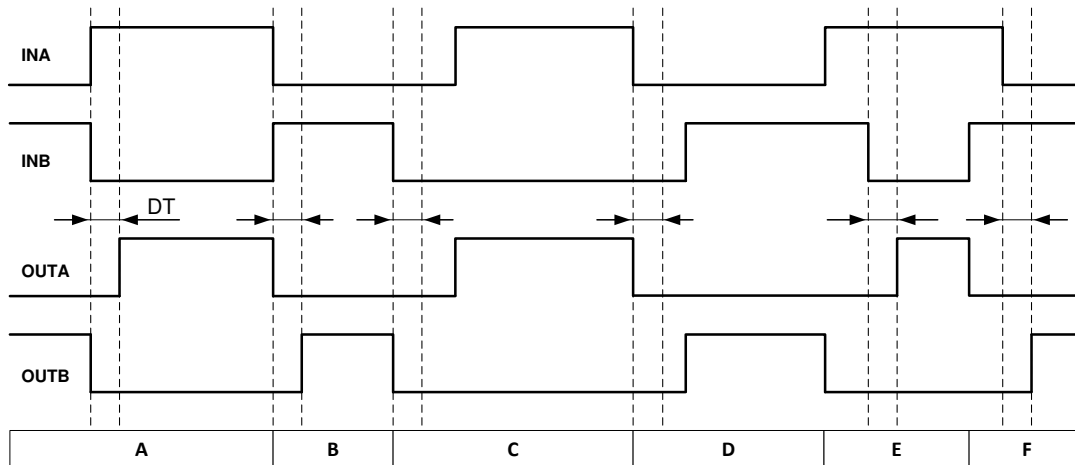 INA
INB
DT
OUTA
OUTB
A B C D E F